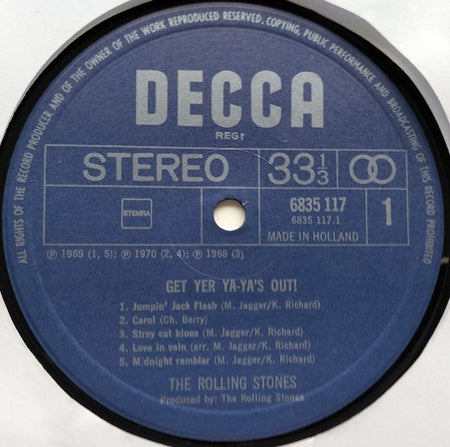 ALL RIGHTS OF THE RECORD PRODUCER AND OF THE OWNER OF THE WORK REPRODUCED RESERVED. COPYING, PUBLIC PERFORMANCE AND BROADCASTING OF THIS RECORD PROHIBITED
DECCA
REGT
STEREO 33 1/3
STEMRA
6835 117
6835 117.1
MADE IN HOLLAND
1
℗ 1969 (1, 5); ℗ 1970 (2, 4); ℗ 1968 (3)
GET YER YA-YA'S OUT!
1. Jumpin' Jack Flash (M. Jagger/K. Richard)
2. Carol (Ch. Berry)
3. Stray cat blues (M. Jagger/K. Richard)
4. Love in vain (arr. M. Jagger/K. Richard)
5. M'dnight rambler (M. Jagger/K. Richard)
THE ROLLING STONES
Produced by: The Rolling Stones